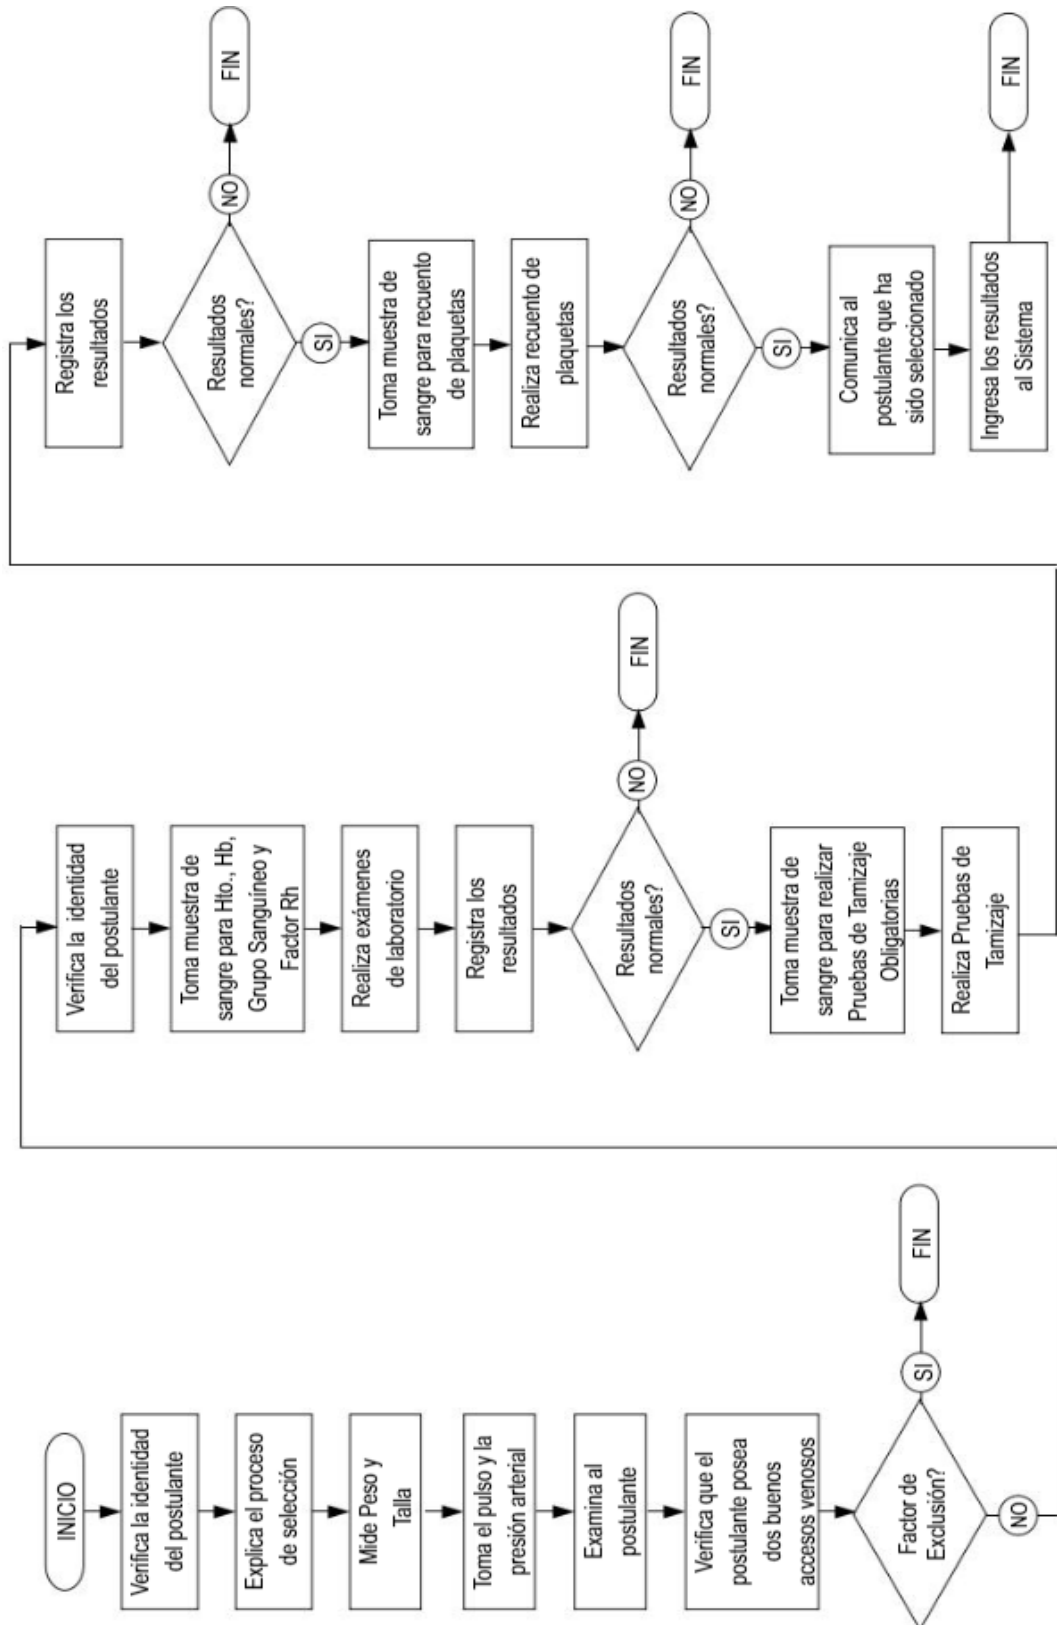 INICIO
Verifica la identidad
del postulante
Explica el proceso
de selección
Mide Peso y
Talla
Toma el pulso y la
presión arterial
Examina al
postulante
Verifica que el
postulante posea
dos buenos
accesos venosos
Factor de
Exclusión?
SI
FIN
NO
Verifica la identidad
del postulante
Toma muestra de
sangre para Hto., Hb,
Grupo Sanguíneo y
Factor Rh
Realiza exámenes
de laboratorio
Registra los
resultados
Resultados
normales?
NO
FIN
SI
Toma muestra de
sangre para realizar
Pruebas de Tamizaje
Obligatorias
Realiza Pruebas de
Tamizaje
Registra los
resultados
Resultados
normales?
NO
FIN
SI
Toma muestra de
sangre para recuento
de plaquetas
Realiza recuento de
plaquetas
Resultados
normales?
NO
FIN
SI
Comunica al
postulante que ha
sido seleccionado
Ingresa los resultados
al Sistema
FIN